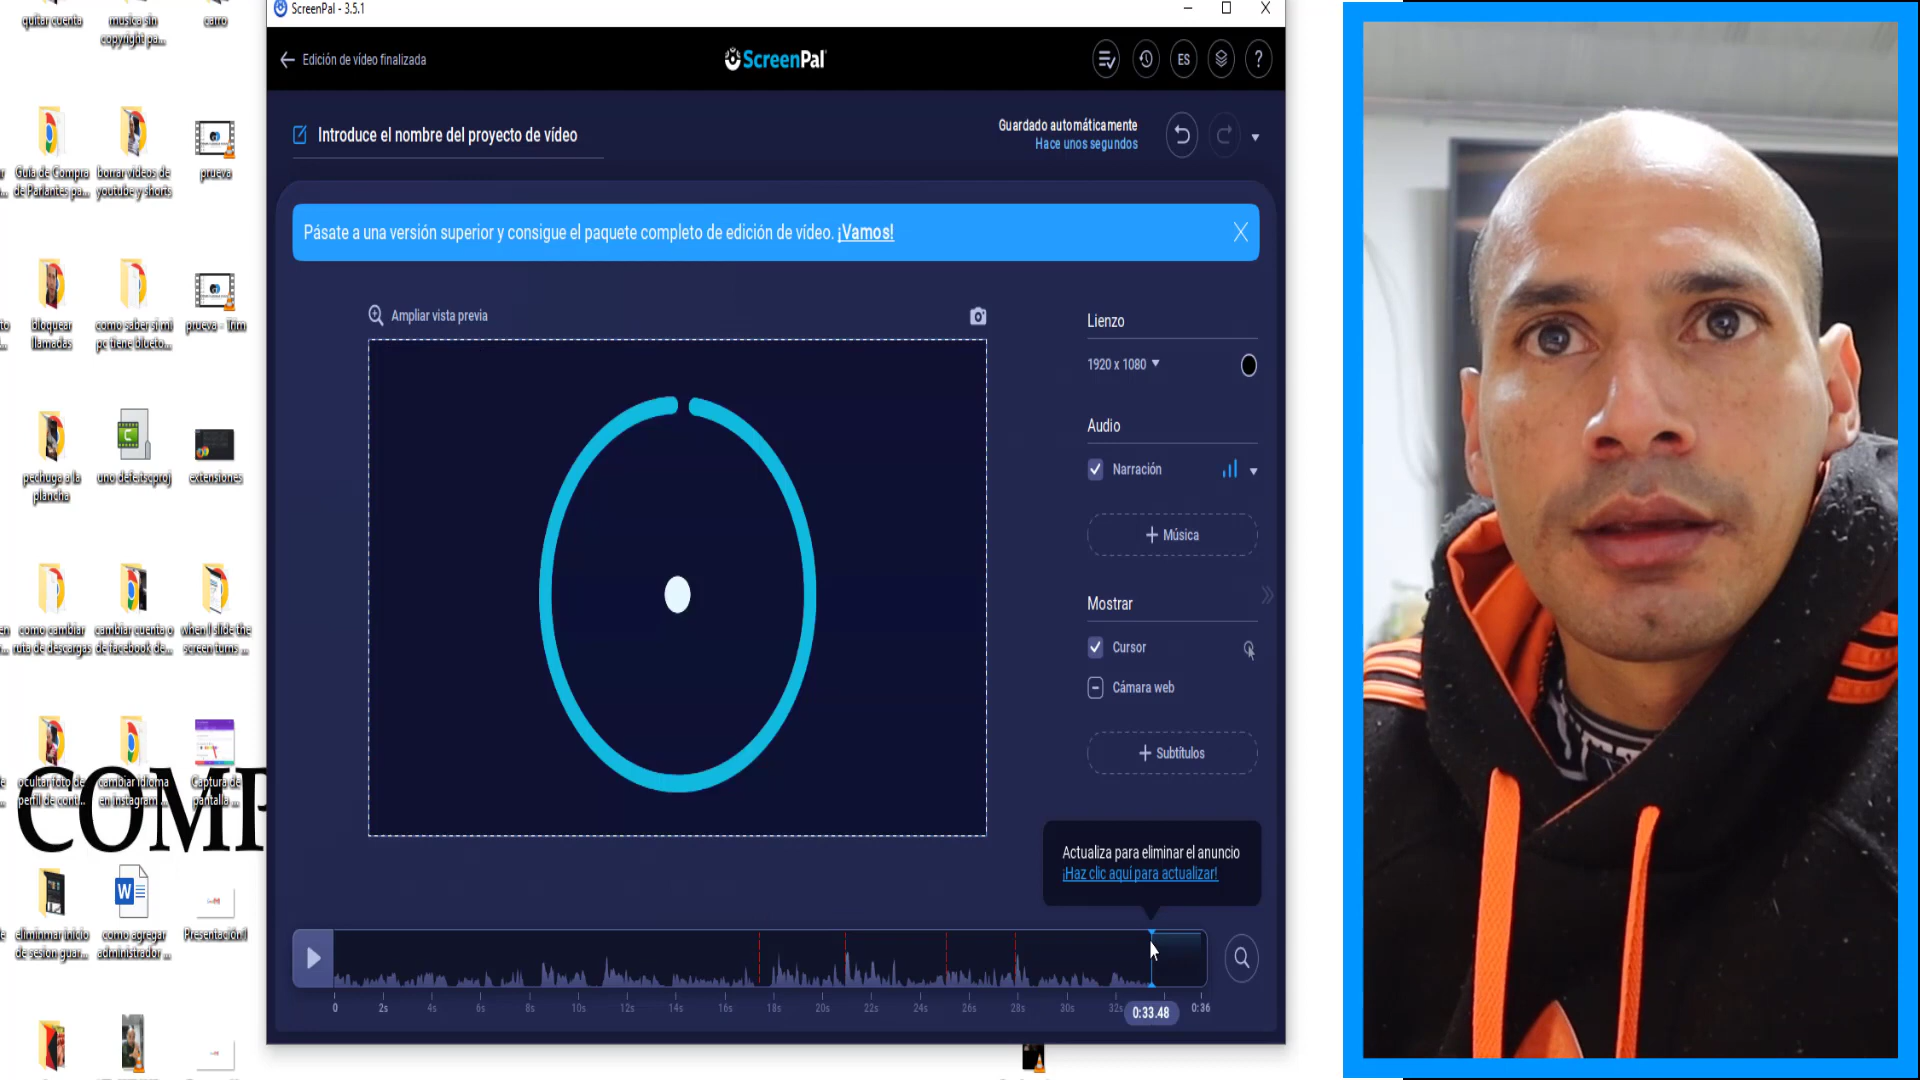 quitar cuenta
musica sin
copyright pa...
carro
Guia de Compra
de Parlantes pa...
borrar videos de
youtube y shorts
prueva
bloquear
llamadas
como saber si mi
pc tiene blueto...
prueva - Trim
pechuga a la
plancha
uno defe.tscproj
extensiones
como cambiar
ruta de descargas
cambiar cuenta o
de facebook de...
when I slide the
screen turns ...
ocultar foto de
perfil de cont...
cambiar idioma
en instagram ...
Captura de
pantalla ...
COMP
eliminmar inicio
de sesion guar...
como agregar
administrador ...
Presentación1
ScreenPal - 3.5.1
Edición de vídeo finalizada
ScreenPal
ES
?
Introduce el nombre del proyecto de vídeo
Guardado automáticamente
Hace unos segundos
Pásate a una versión superior y consigue el paquete completo de edición de vídeo. ¡Vamos!
Ampliar vista previa
Lienzo
1920 x 1080
Audio
Narración
+ Música
Mostrar
Cursor
Cámara web
+ Subtítulos
Actualiza para eliminar el anuncio
¡Haz clic aquí para actualizar!
0 2s 4s 6s 8s 10s 12s 14s 16s 18s 20s 22s 24s 26s 28s 30s 32s 0:33.48 0:36